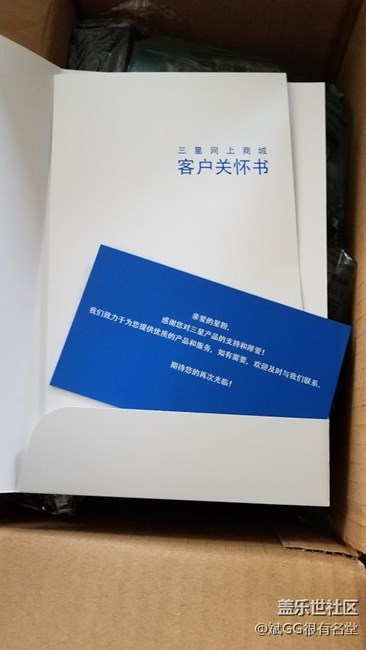 三星网上商城
客户关怀书
亲爱的星粉，
感谢您对三星产品的支持和厚爱！
我们致力于为您提供优质的产品和服务，如有需要，欢迎及时与我们联系。
期待您的再次光临！
盖乐世社区
@斌GG很有名堂